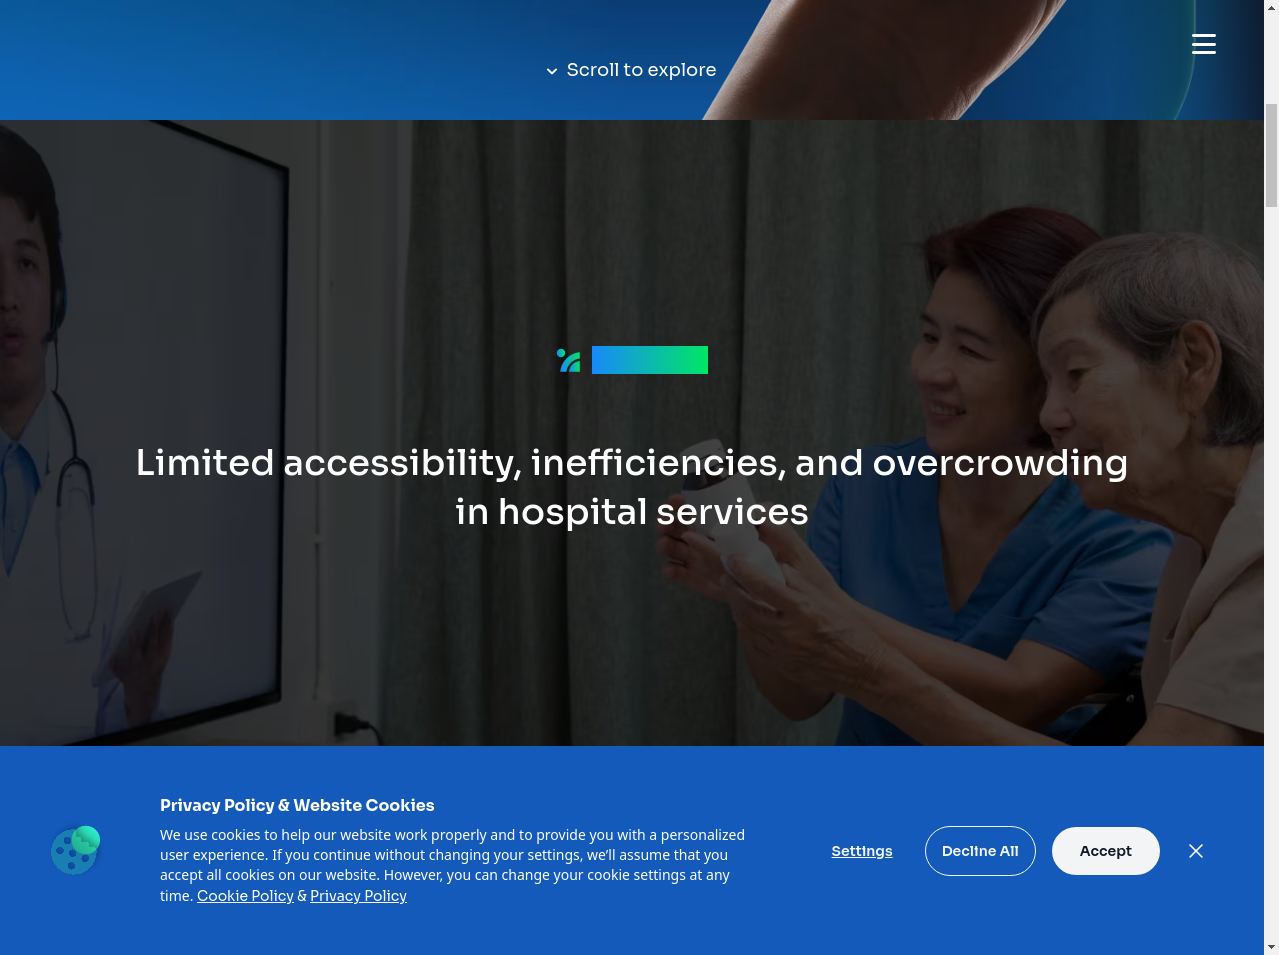 Scroll to explore
Limited accessibility, inefficiencies, and overcrowding
in hospital services
Privacy Policy & Website Cookies
We use cookies to help our website work properly and to provide you with a personalized
user experience. If you continue without changing your settings, we’ll assume that you
accept all cookies on our website. However, you can change your cookie settings at any
time. Cookie Policy & Privacy Policy
Settings
Decline All
Accept